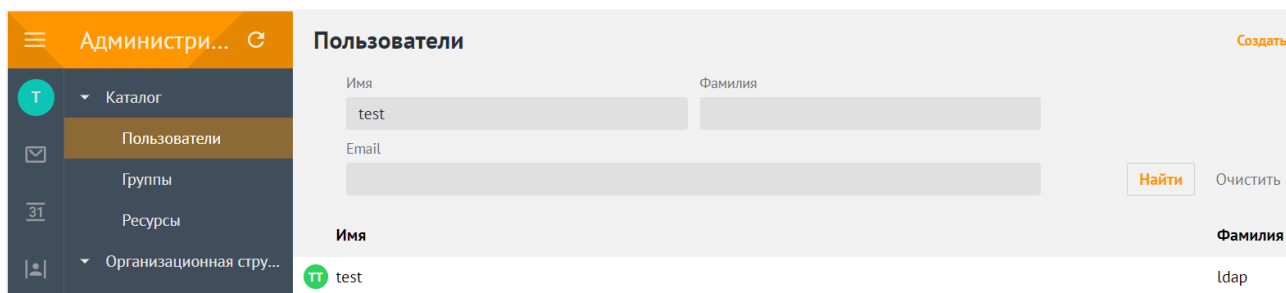 Администри... Пользователи Создать
Имя Фамилия
T Каталог
test
Пользователи
Email
Группы
Найти Очистить
31
Ресурсы
Имя Фамилия
Организационная стру...
TT test ldap